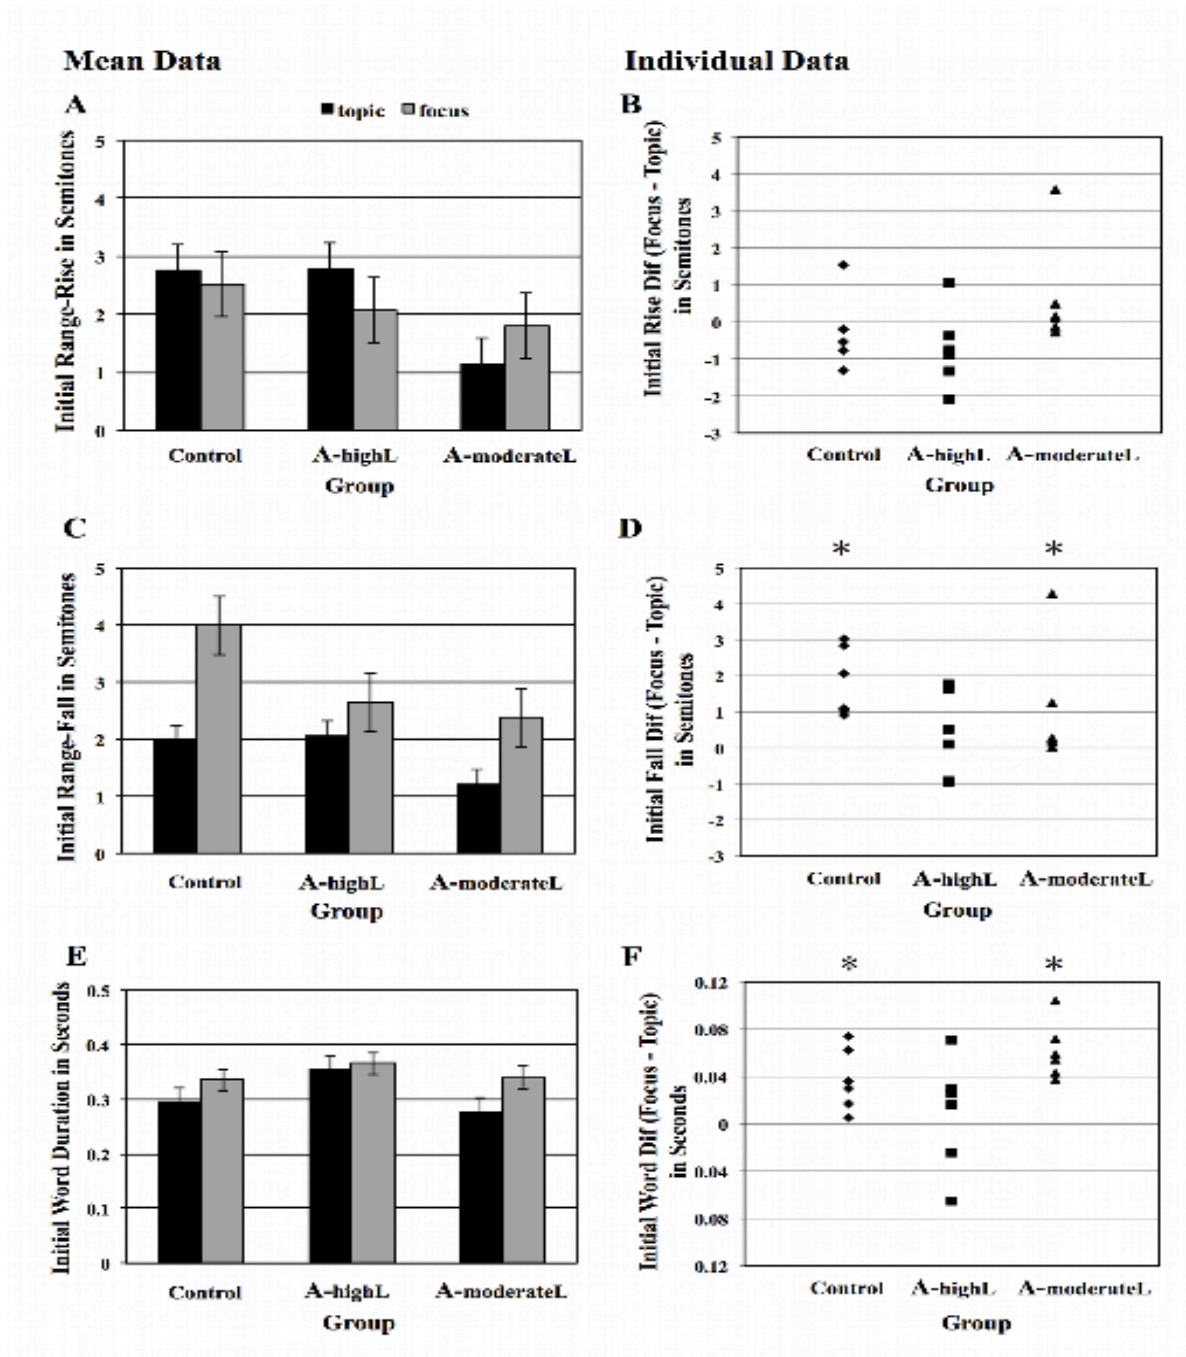 Mean Data
Individual Data
A
topic focus
Initial Range-Rise in Semitones
5
4
3
2
1
0
Control A-highL A-moderateL
Group
B
Initial Rise Dif (Focus - Topic)
in Semitones
5
4
3
2
1
0
-1
-2
-3
Control A-highL A-moderateL
Group
C
Initial Range-Fall in Semitones
5
4
3
2
1
0
Control A-highL A-moderateL
Group
D
* *
Initial Fall Dif (Focus - Topic)
in Semitones
5
4
3
2
1
0
-1
-2
-3
Control A-highL A-moderateL
Group
E
Initial Word Duration in Seconds
0.5
0.4
0.3
0.2
0.1
0
Control A-highL A-moderateL
Group
F
* *
Initial Word Dif (Focus - Topic)
in Seconds
0.12
0.08
0.04
0
0.04
0.08
0.12
Control A-highL A-moderateL
Group